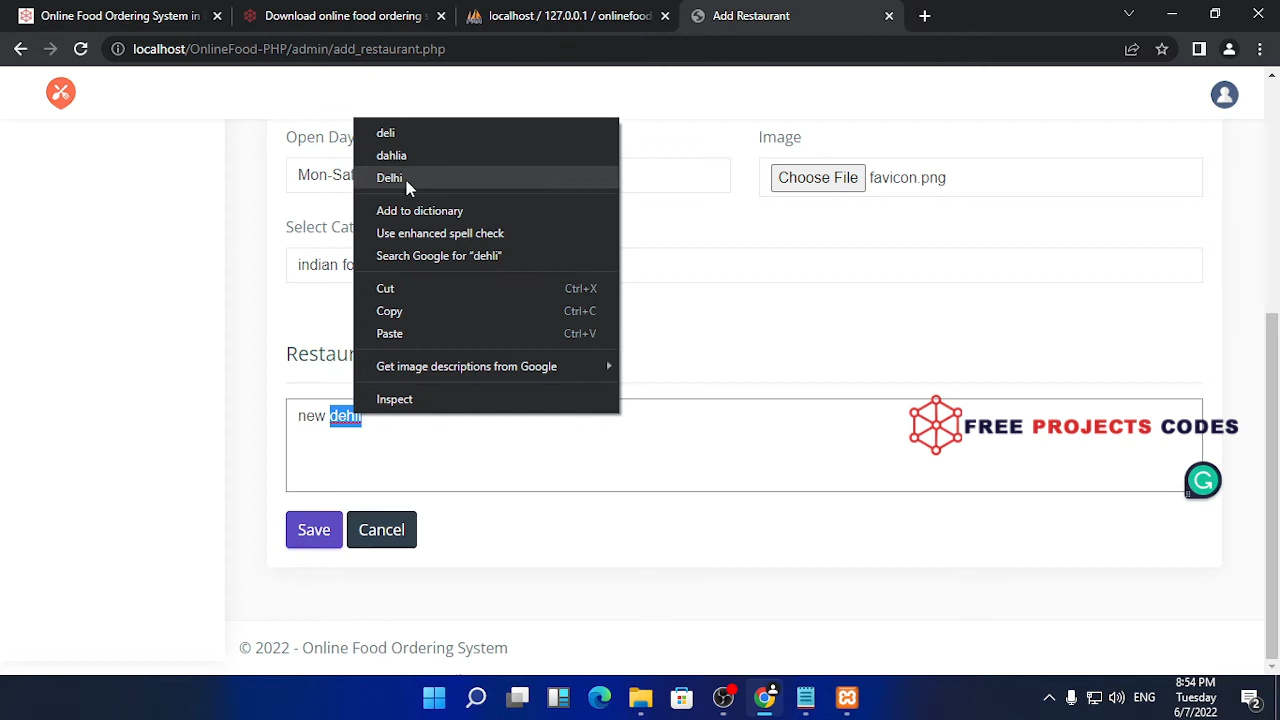 Online Food Ordering System in P
Download online food ordering s
localhost / 127.0.0.1 / onlinefood
Add Restaurant
localhost/OnlineFood-PHP/admin/add_restaurant.php
Open Day
Image
Mon-Sat
Choose File favicon.png
Select Cat
indian fo
deli
dahlia
Delhi
Add to dictionary
Use enhanced spell check
Search Google for "dehli"
Cut Ctrl+X
Copy Ctrl+C
Paste Ctrl+V
Get image descriptions from Google
Inspect
Restaur
new dehli
FREE PROJECTS CODES
Save Cancel
© 2022 - Online Food Ordering System
ENG
8:54 PM
Tuesday
6/7/2022
2